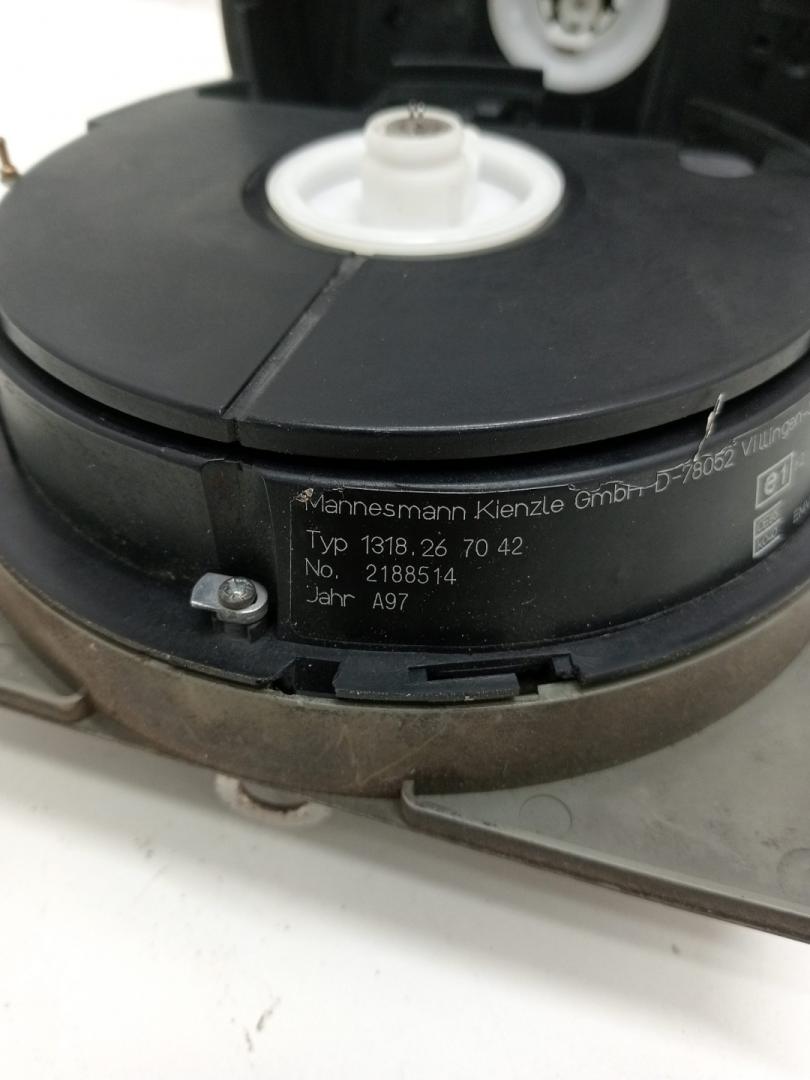 Mannesmann Kienzle GmbH D-78052 Villingen-
Typ 1318.26 70 42
No. 2188514
Jahr A97
e1